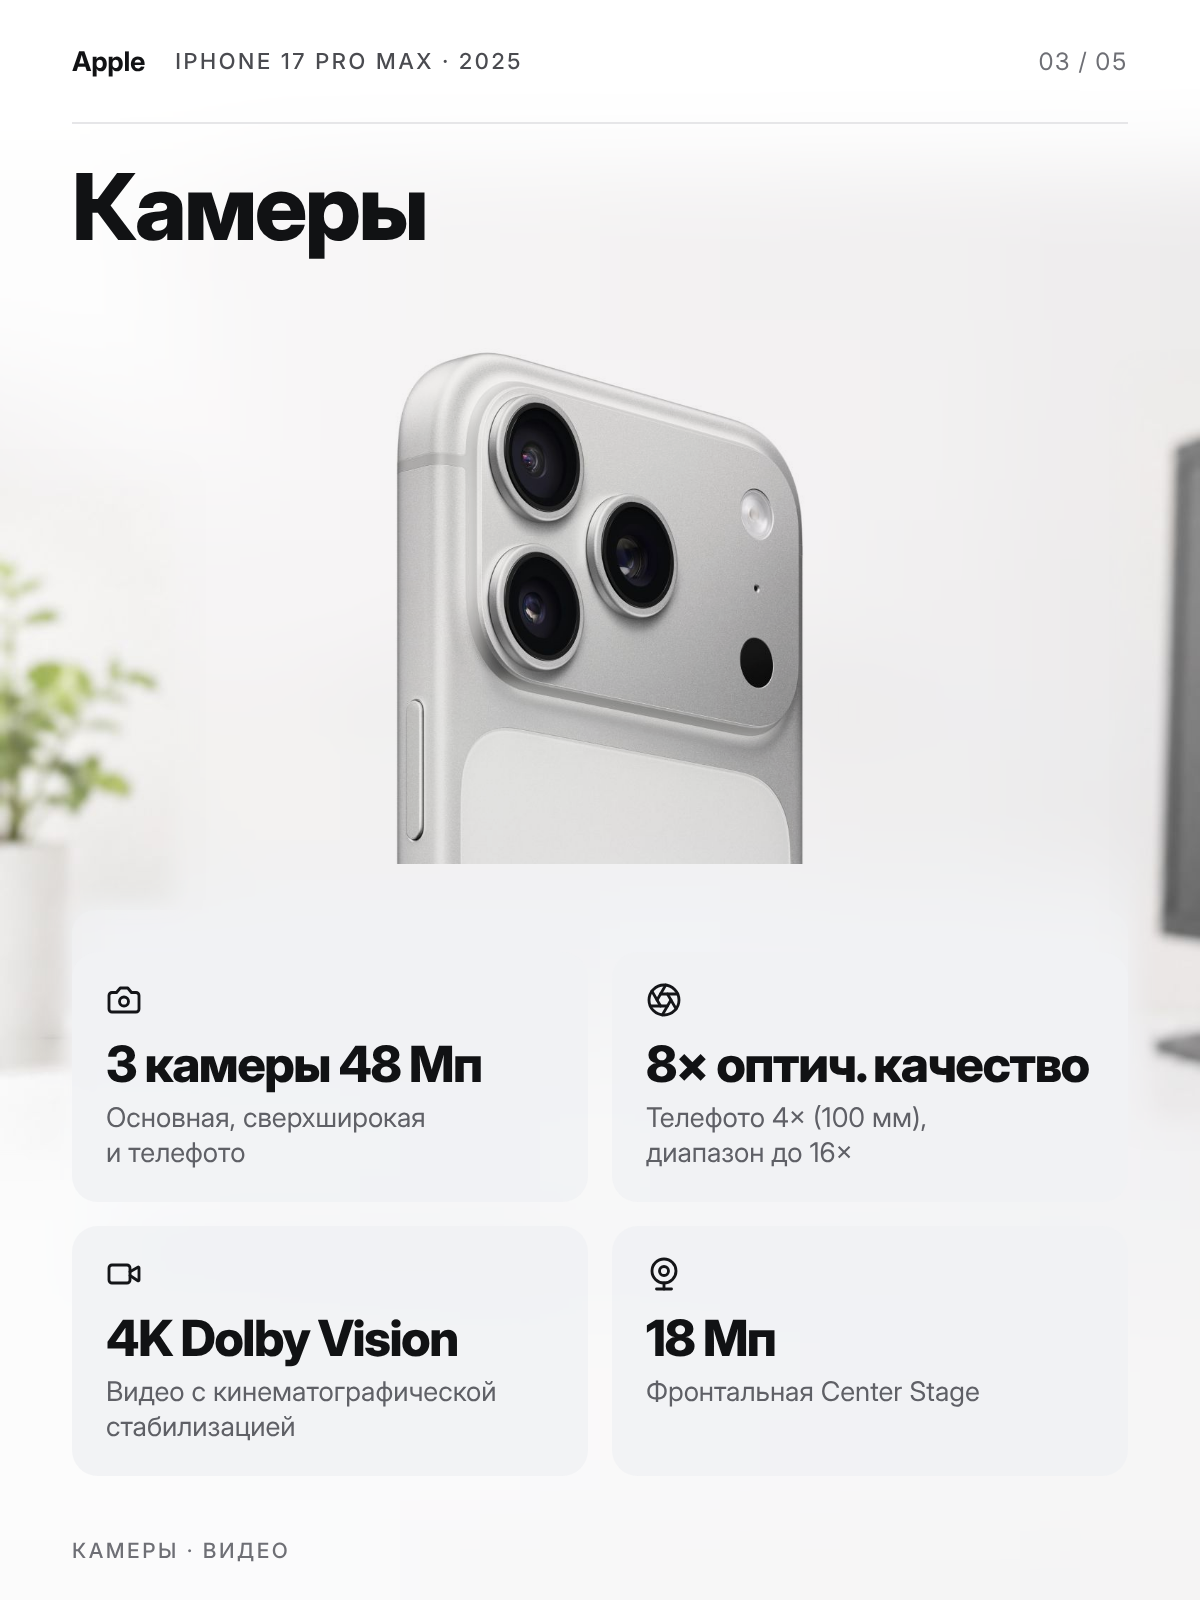 Apple IPHONE 17 PRO MAX · 2025 03 / 05
Камеры
3 камеры 48 Мп
Основная, сверхширокая
и телефото
8× оптич. качество
Телефото 4× (100 мм),
диапазон до 16×
4K Dolby Vision
Видео с кинематографической
стабилизацией
18 Мп
Фронтальная Center Stage
КАМЕРЫ · ВИДЕО